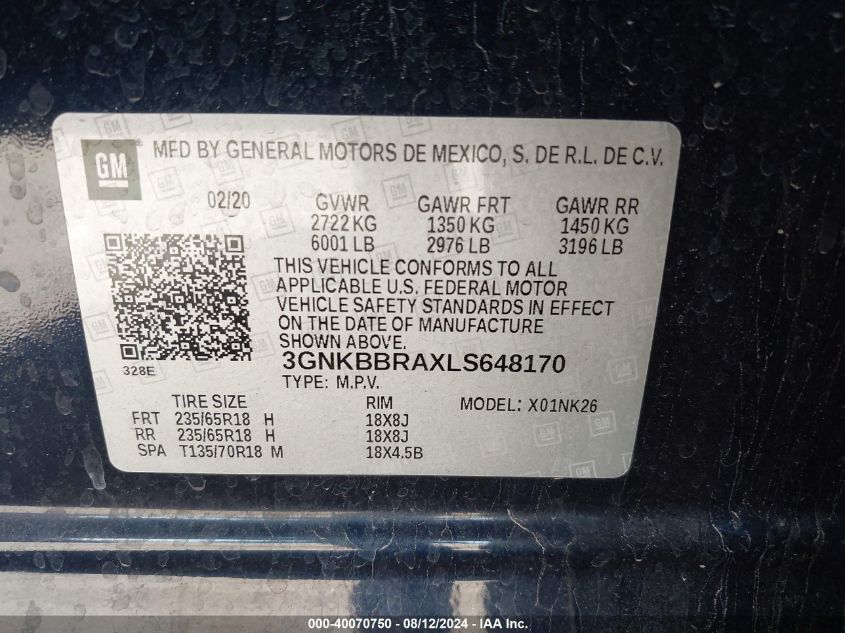 GM MFD BY GENERAL MOTORS DE MEXICO, S. DE R.L. DE C.V.
02/20 GVWR GAWR FRT GAWR RR
2722 KG 1350 KG 1450 KG
6001 LB 2976 LB 3196 LB
THIS VEHICLE CONFORMS TO ALL
APPLICABLE U.S. FEDERAL MOTOR
VEHICLE SAFETY STANDARDS IN EFFECT
ON THE DATE OF MANUFACTURE
SHOWN ABOVE.
328E 3GNKBBRAXLS648170
TYPE: M.P.V.
TIRE SIZE RIM MODEL: X01NK26
FRT 235/65R18 H 18X8J
RR 235/65R18 H 18X8J
SPA T135/70R18 M 18X4.5B
000-40070750 - 08/12/2024 - IAA Inc.